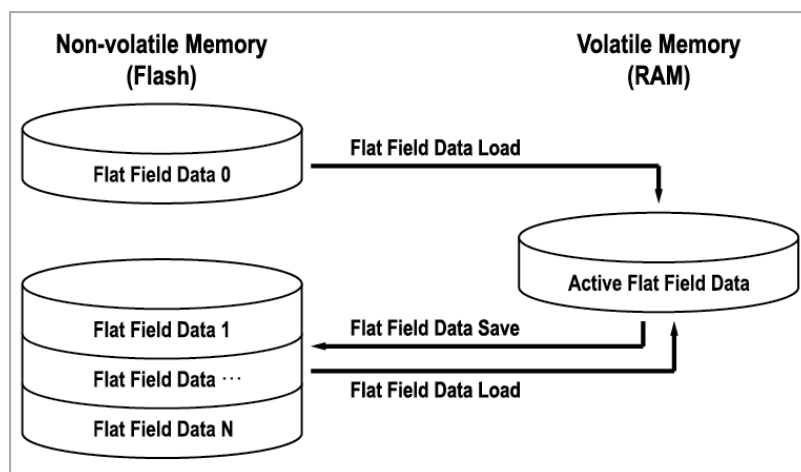 Non-volatile Memory
(Flash)
Volatile Memory
(RAM)
Flat Field Data 0
Flat Field Data Load
Active Flat Field Data
Flat Field Data 1
Flat Field Data Save
Flat Field Data ···
Flat Field Data Load
Flat Field Data N